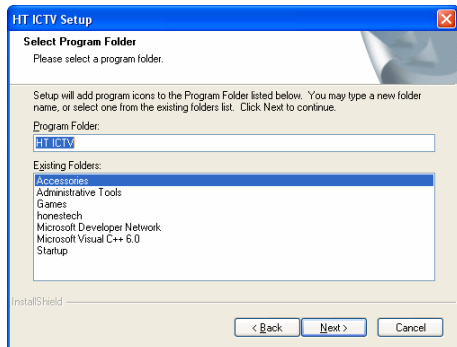 HT ICTV Setup
Select Program Folder
Please select a program folder.
Setup will add program icons to the Program Folder listed below. You may type a new folder
name, or select one from the existing folders list. Click Next to continue.
Program Folder:
HT ICTV
Existing Folders:
Accessories
Administrative Tools
Games
honestech
Microsoft Developer Network
Microsoft Visual C++ 6.0
Startup
InstallShield
< Back Next > Cancel